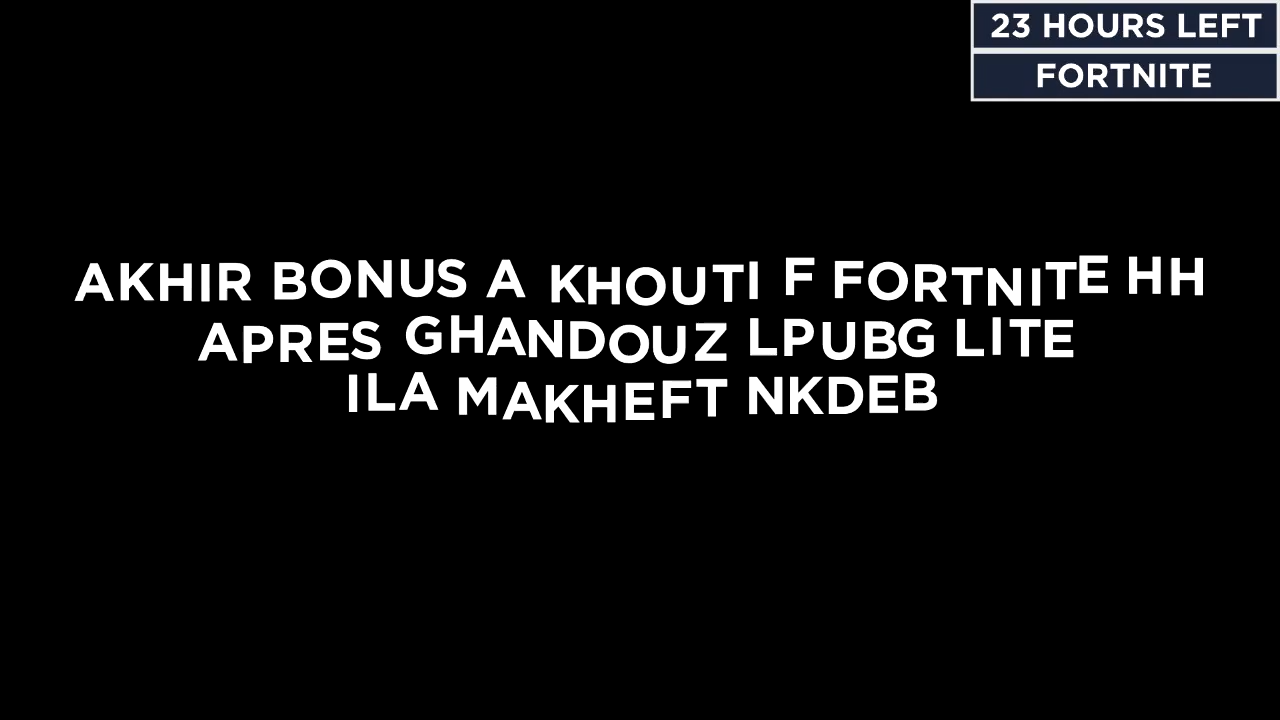 23 HOURS LEFT
FORTNITE
AKHIR BONUS A KHOUTI F FORTNITE HH
APRES GHANDOUZ LPUBG LITE
ILA MAKHEFT NKDEB